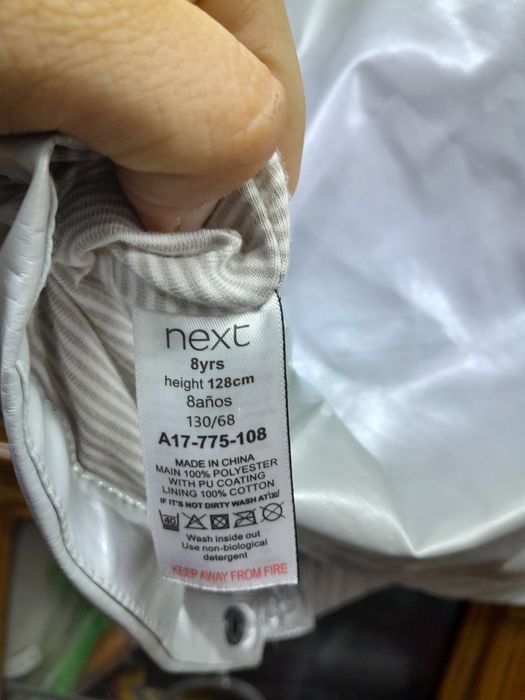 next
8yrs
height 128cm
8años
130/68
A17-775-108
MADE IN CHINA
MAIN 100% POLYESTER
WITH PU COATING
LINING 100% COTTON
IF IT'S NOT DIRTY WASH AT
40
Wash inside out
Use non-biological
detergent
KEEP AWAY FROM FIRE